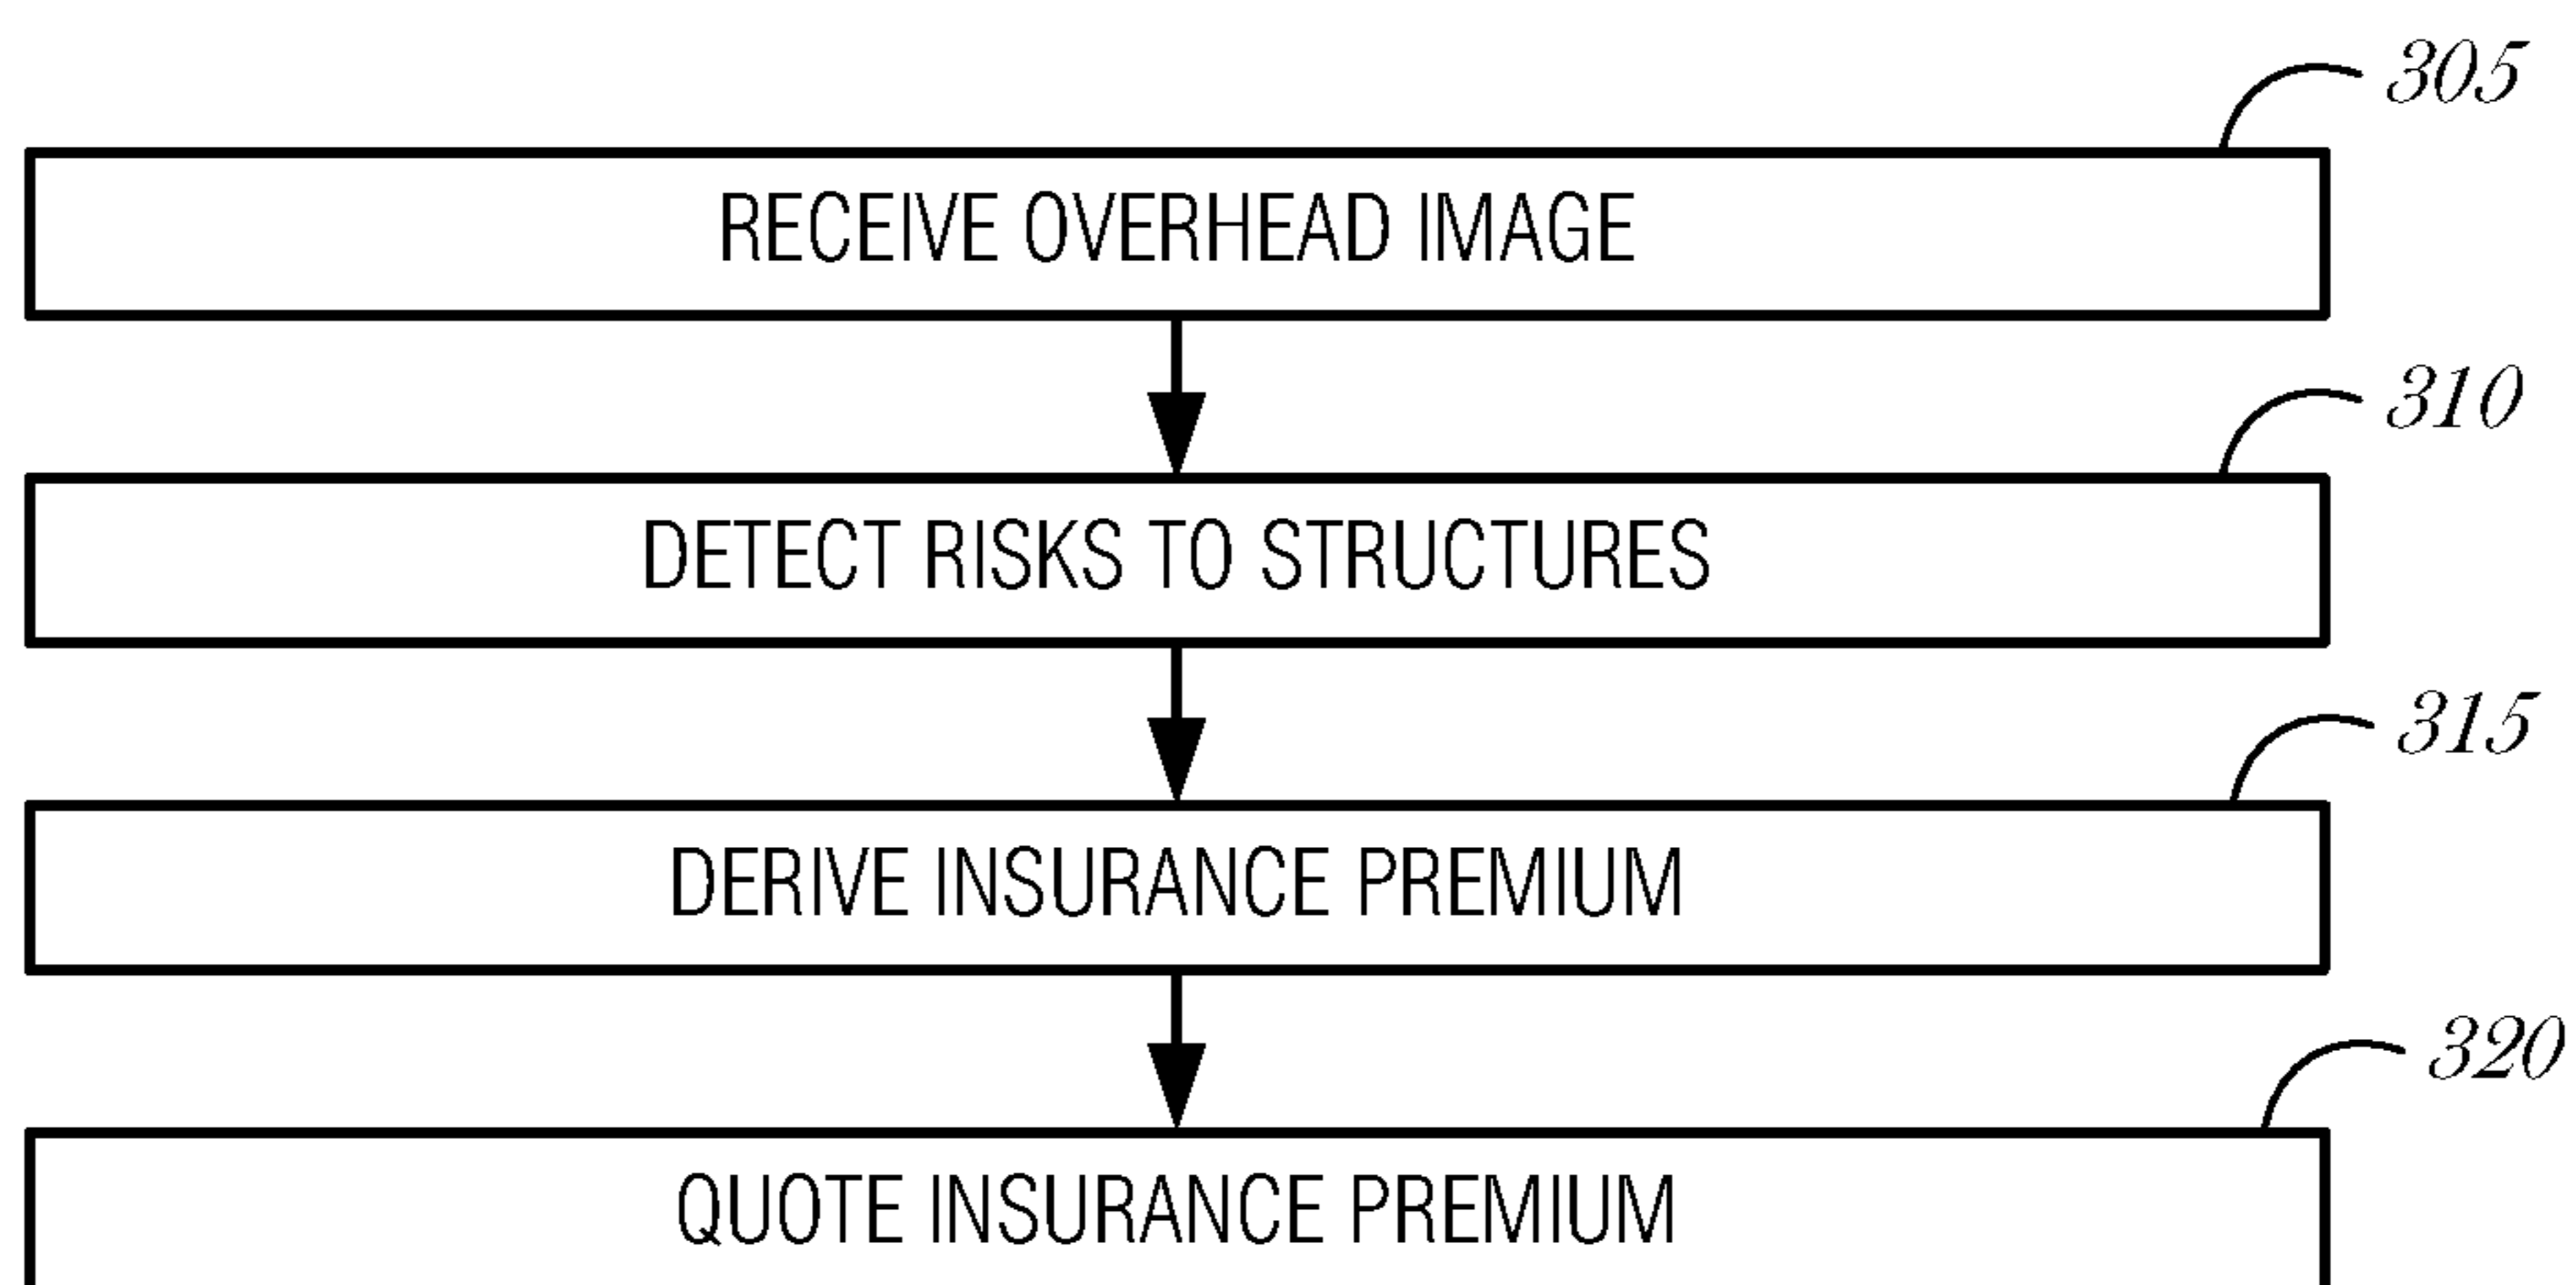 305
RECEIVE OVERHEAD IMAGE
310
DETECT RISKS TO STRUCTURES
315
DERIVE INSURANCE PREMIUM
320
QUOTE INSURANCE PREMIUM